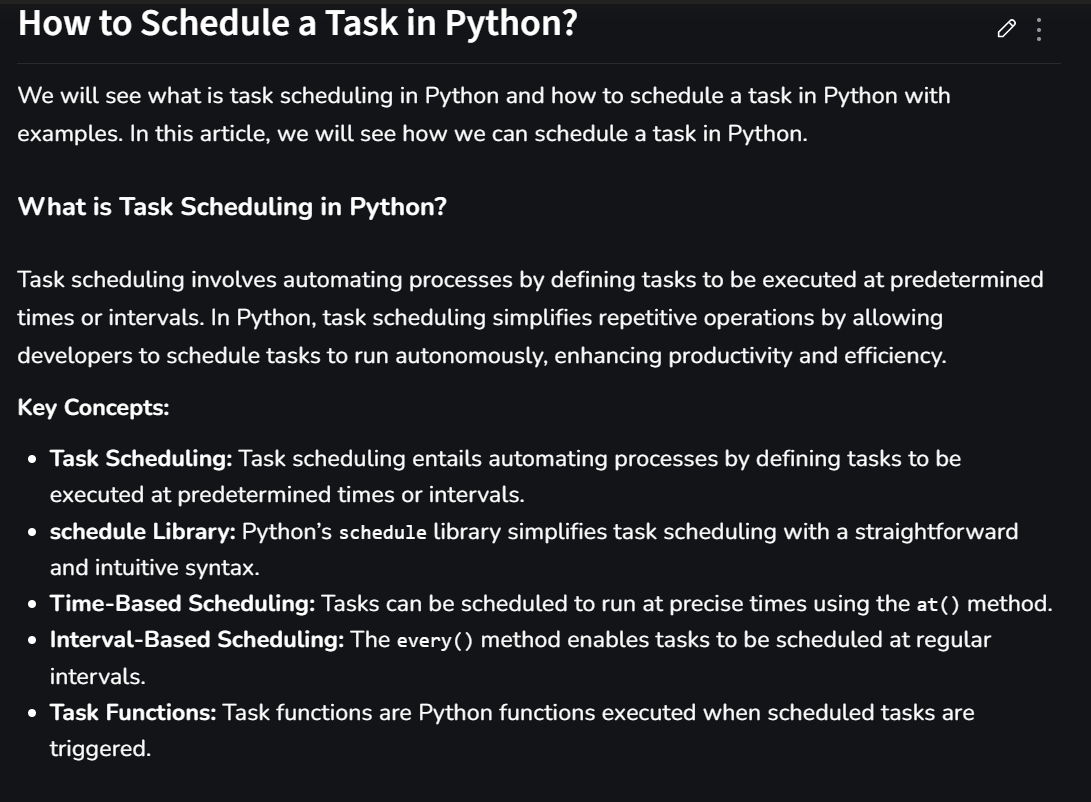 How to Schedule a Task in Python?
We will see what is task scheduling in Python and how to schedule a task in Python with
examples. In this article, we will see how we can schedule a task in Python.
What is Task Scheduling in Python?
Task scheduling involves automating processes by defining tasks to be executed at predetermined
times or intervals. In Python, task scheduling simplifies repetitive operations by allowing
developers to schedule tasks to run autonomously, enhancing productivity and efficiency.
Key Concepts:
• Task Scheduling: Task scheduling entails automating processes by defining tasks to be
executed at predetermined times or intervals.
• schedule Library: Python’s schedule library simplifies task scheduling with a straightforward
and intuitive syntax.
• Time-Based Scheduling: Tasks can be scheduled to run at precise times using the at() method.
• Interval-Based Scheduling: The every() method enables tasks to be scheduled at regular
intervals.
• Task Functions: Task functions are Python functions executed when scheduled tasks are
triggered.